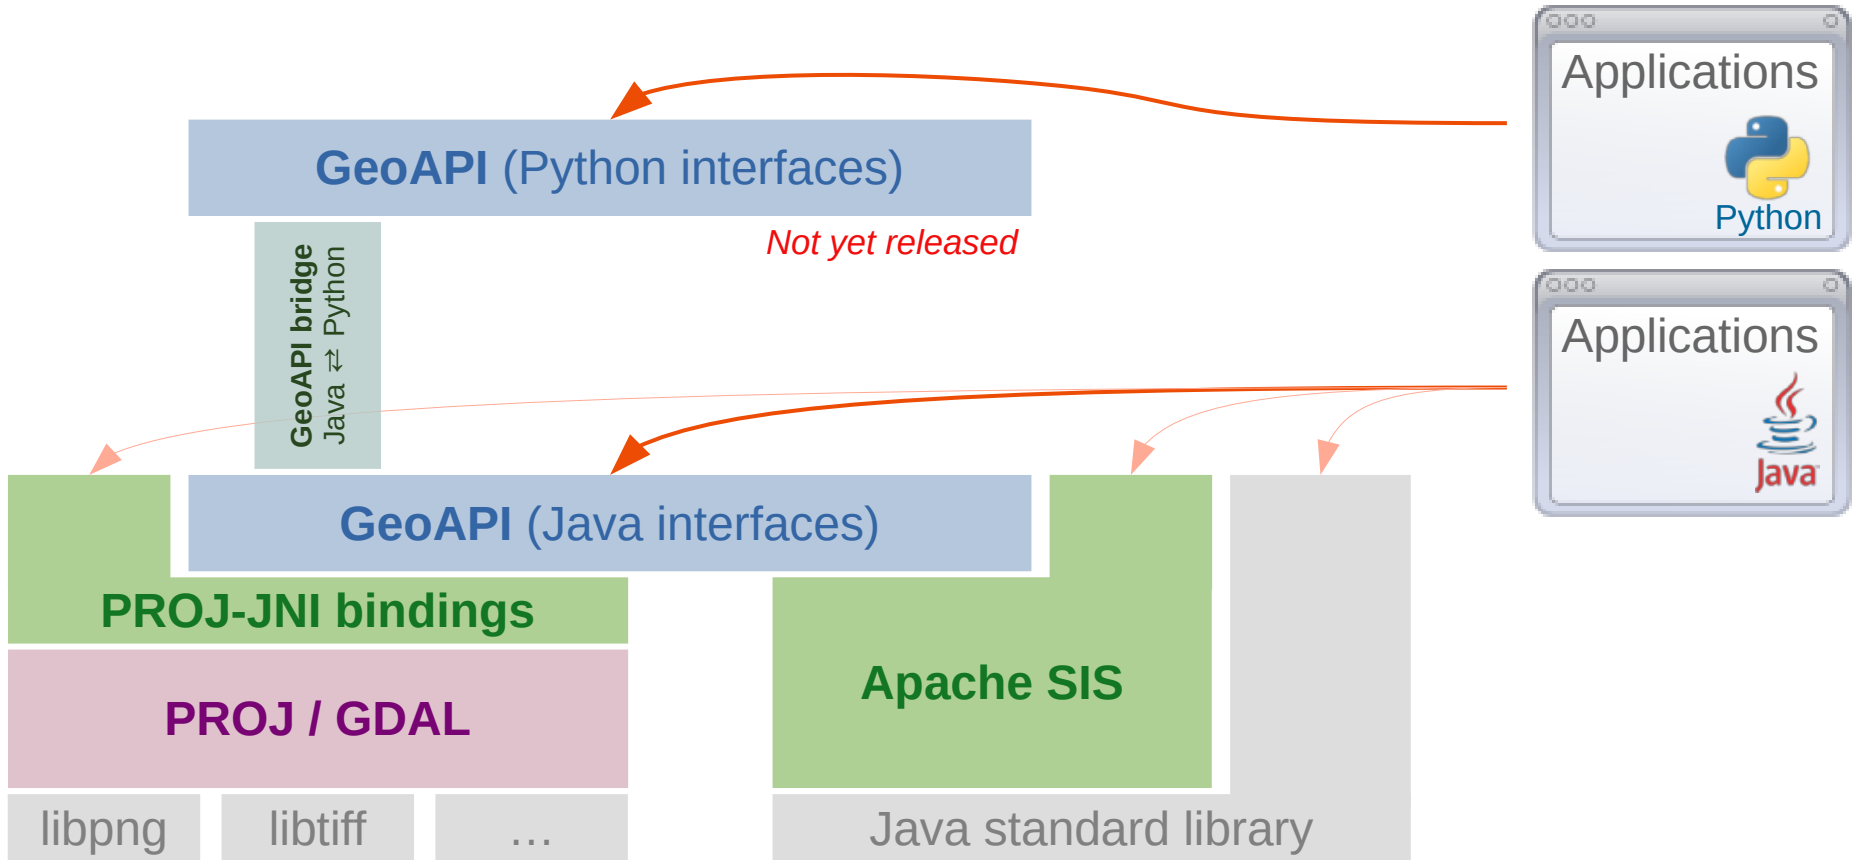 Applications
Python
GeoAPI (Python interfaces)
Not yet released
GeoAPI bridge
Java ⇄ Python
Applications
Java
GeoAPI (Java interfaces)
PROJ-JNI bindings
Apache SIS
PROJ / GDAL
libpng
libtiff
...
Java standard library